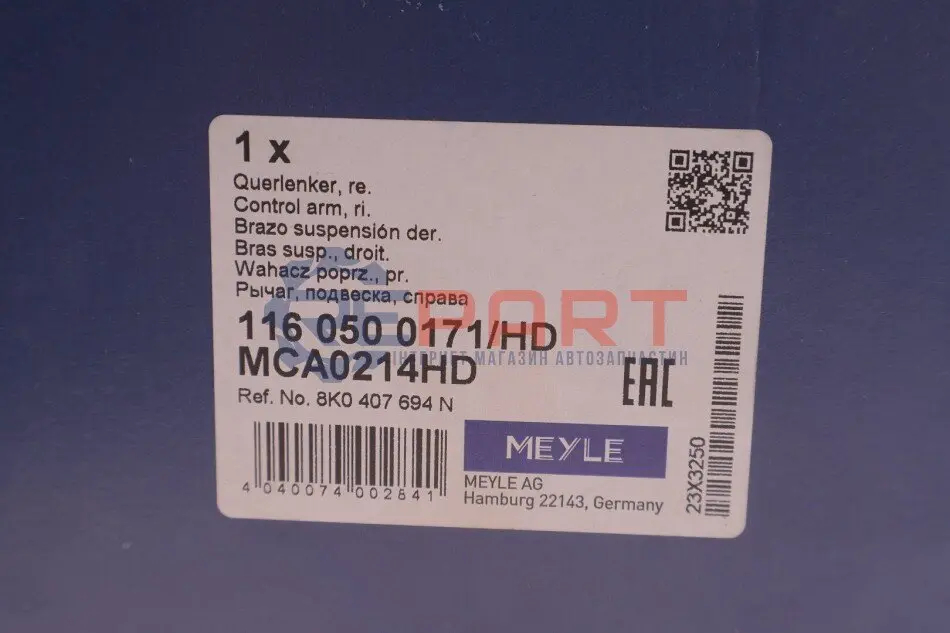 1 x
Querlenker, re.
Control arm, ri.
Brazo suspensión der.
Bras susp., droit.
Wahacz poprz., pr.
Рычаг, подвеска, справа
REPORT
116 050 0171/HD
ІНТЕРНЕТ МАГАЗИН АВТОЗАПЧАСТИН
MCA0214HD
EAC
Ref. No. 8K0 407 694 N
MEYLE
4 040074 002841
MEYLE AG
Hamburg 22143, Germany
23X3250